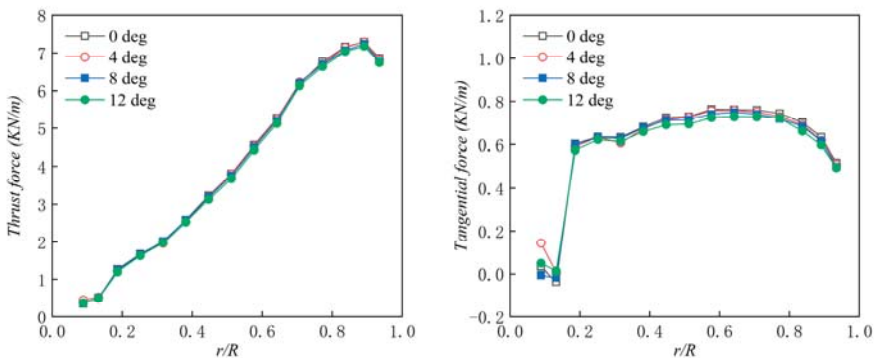 Thrust force (KN/m)
8
7
6
5
4
3
2
1
0
0 deg
4 deg
8 deg
12 deg
0.0 0.2 0.4 0.6 0.8 1.0
r/R
Tangential force (KN/m)
1.2
1.0
0.8
0.6
0.4
0.2
0.0
-0.2
0 deg
4 deg
8 deg
12 deg
0.0 0.2 0.4 0.6 0.8 1.0
r/R